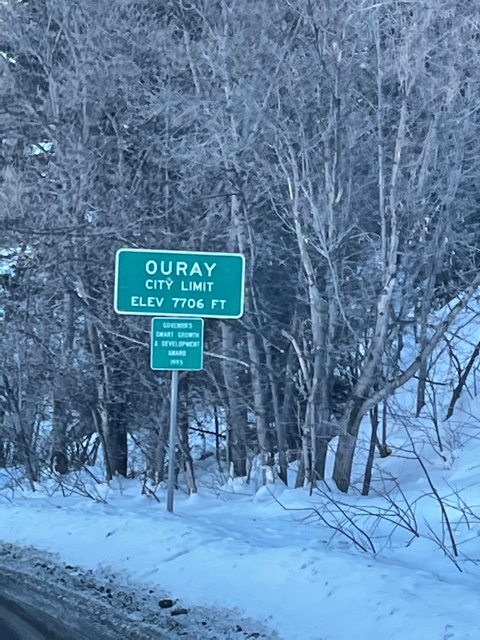 OURAY
CITY LIMIT
ELEV 7706 FT
GOVERNOR'S
SMART GROWTH
& DEVELOPMENT
AWARD
1995